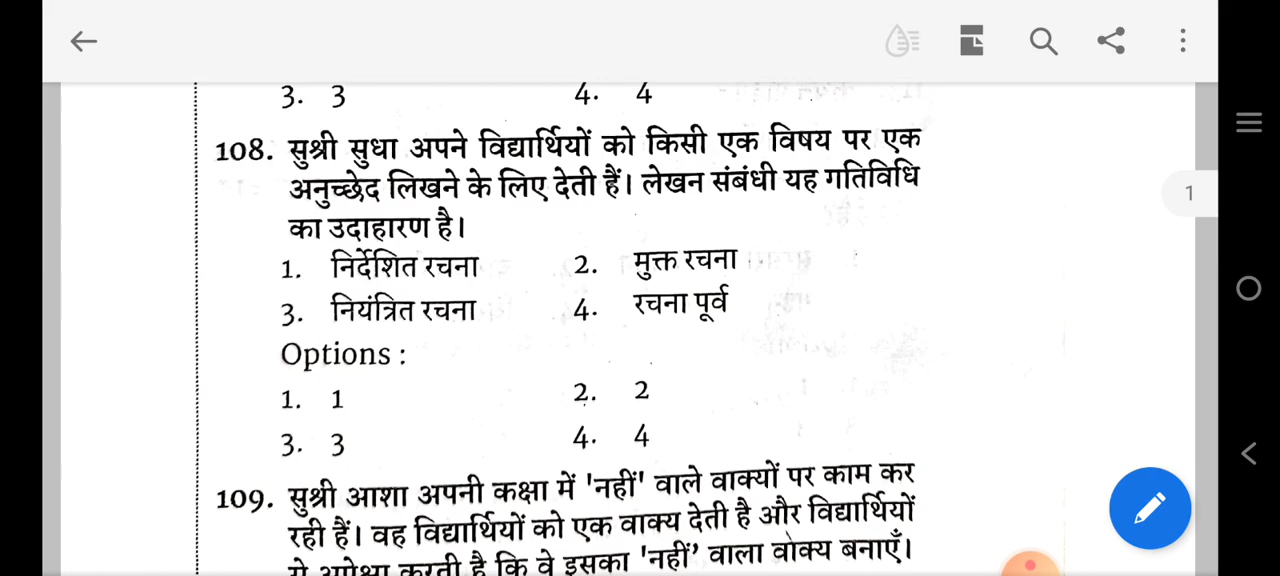 3. 3 4. 4
1
108. सुश्री सुधा अपने विद्यार्थियों को किसी एक विषय पर एक
अनुच्छेद लिखने के लिए देती हैं। लेखन संबंधी यह गतिविधि
का उदाहारण है।
1. निर्देशित रचना 2. मुक्त रचना
3. नियंत्रित रचना 4. रचना पूर्व
Options :
1. 1 2. 2
3. 3 4. 4
109. सुश्री आशा अपनी कक्षा में 'नहीं' वाले वाक्यों पर काम कर
रही हैं। वह विद्यार्थियों को एक वाक्य देती है और विद्यार्थियों
से अपेक्षा करती है कि वे इसका 'नहीं' वाला वाक्य बनाएँ।